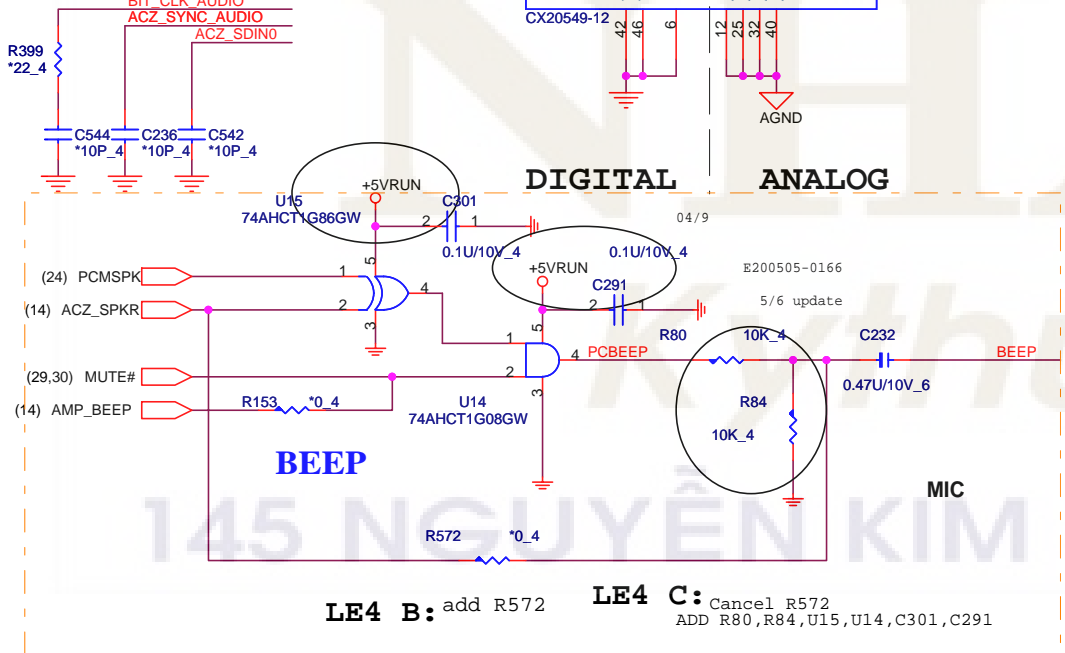 BIT_CLK_AUDIO
ACZ_SYNC_AUDIO
ACZ_SDIN0
R399
*22_4
C544
*10P_4
C236
*10P_4
C542
*10P_4
CX20549-12
42
46
6
12
25
32
40
AGND
DIGITAL
ANALOG
+5VRUN
U15
74AHCT1G86GW
C301
2
1
0.1U/10V_4
04/9
0.1U/10V_4
+5VRUN
C291
2
1
E200505-0166
5/6 update
(24) PCMSPK
(14) ACZ_SPKR
(29,30) MUTE#
(14) AMP_BEEP
1
2
5
3
4
R153
*0_4
1
2
5
3
4
PCBEEP
U14
74AHCT1G08GW
R80
10K_4
R84
10K_4
C232
0.47U/10V_6
BEEP
BEEP
MIC
145 NGUYỄN KIM
R572
*0_4
LE4 B: add R572
LE4 C: Cancel R572
ADD R80,R84,U15,U14,C301,C291